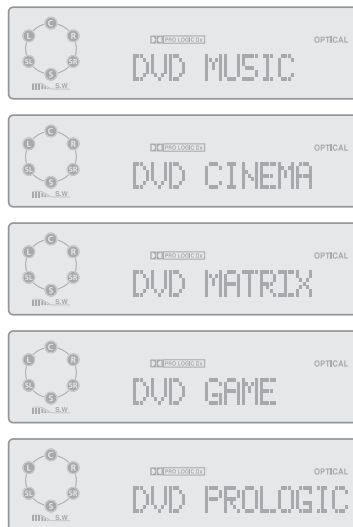 C
L R
PRO LOGIC IIx OPTICAL
DVD MUSIC
SL SR
S
S.W
C
L R
PRO LOGIC IIx OPTICAL
DVD CINEMA
SL SR
S
S.W
C
L R
PRO LOGIC IIx OPTICAL
DVD MATRIX
SL SR
S
S.W
C
L R
PRO LOGIC IIx OPTICAL
DVD GAME
SL SR
S
S.W
C
L R
PRO LOGIC IIx OPTICAL
DVD PROLOGIC
SL SR
S
S.W